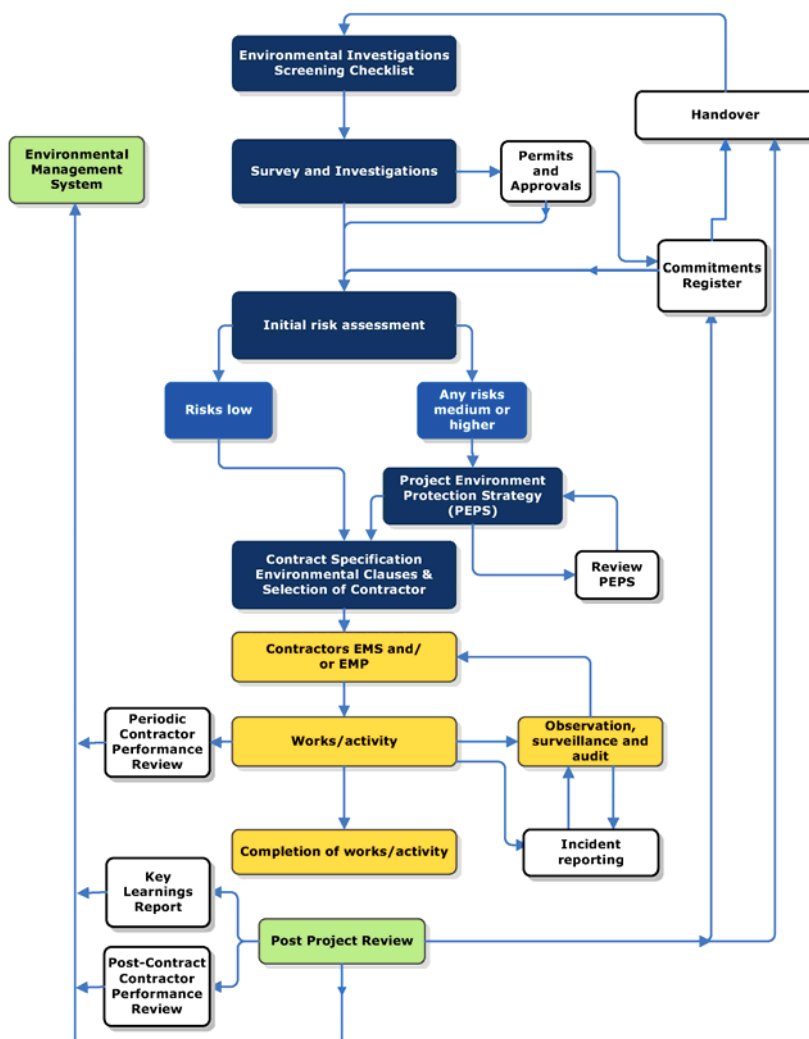 Environmental Investigations
Screening Checklist
Handover
Environmental
Management
System
Survey and Investigations
Permits
and
Approvals
Commitments
Register
Initial risk assessment
Risks low
Any risks
medium or
higher
Project Environment
Protection Strategy
(PEPS)
Contract Specification
Environmental Clauses &
Selection of Contractor
Review
PEPS
Contractors EMS and/
or EMP
Periodic
Contractor
Performance
Review
Works/activity
Observation,
surveillance and
audit
Completion of works/activity
Incident
reporting
Key
Learnings
Report
Post Project Review
Post-Contract
Contractor
Performance
Review